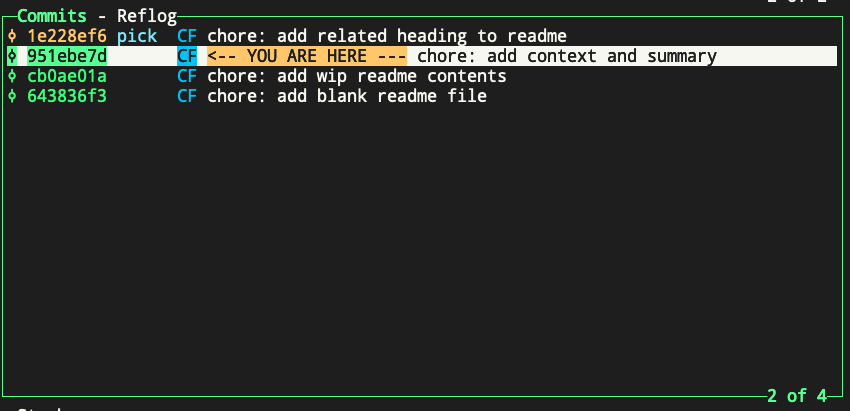 Commits - Reflog
1e228ef6 pick CF chore: add related heading to readme
951ebe7d CF <-- YOU ARE HERE --- chore: add context and summary
cb0ae01a CF chore: add wip readme contents
643836f3 CF chore: add blank readme file
2 of 4